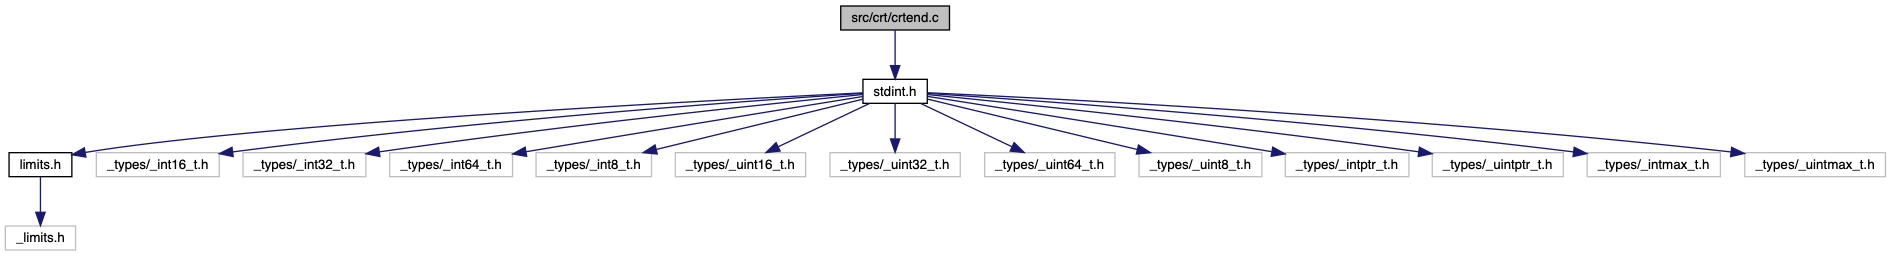 src/crt/crtend.c
stdint.h
limits.h
_types/_int16_t.h
_types/_int32_t.h
_types/_int64_t.h
_types/_int8_t.h
_types/_uint16_t.h
_types/_uint32_t.h
_types/_uint64_t.h
_types/_uint8_t.h
_types/_intptr_t.h
_types/_uintptr_t.h
_types/_intmax_t.h
_types/_uintmax_t.h
_limits.h